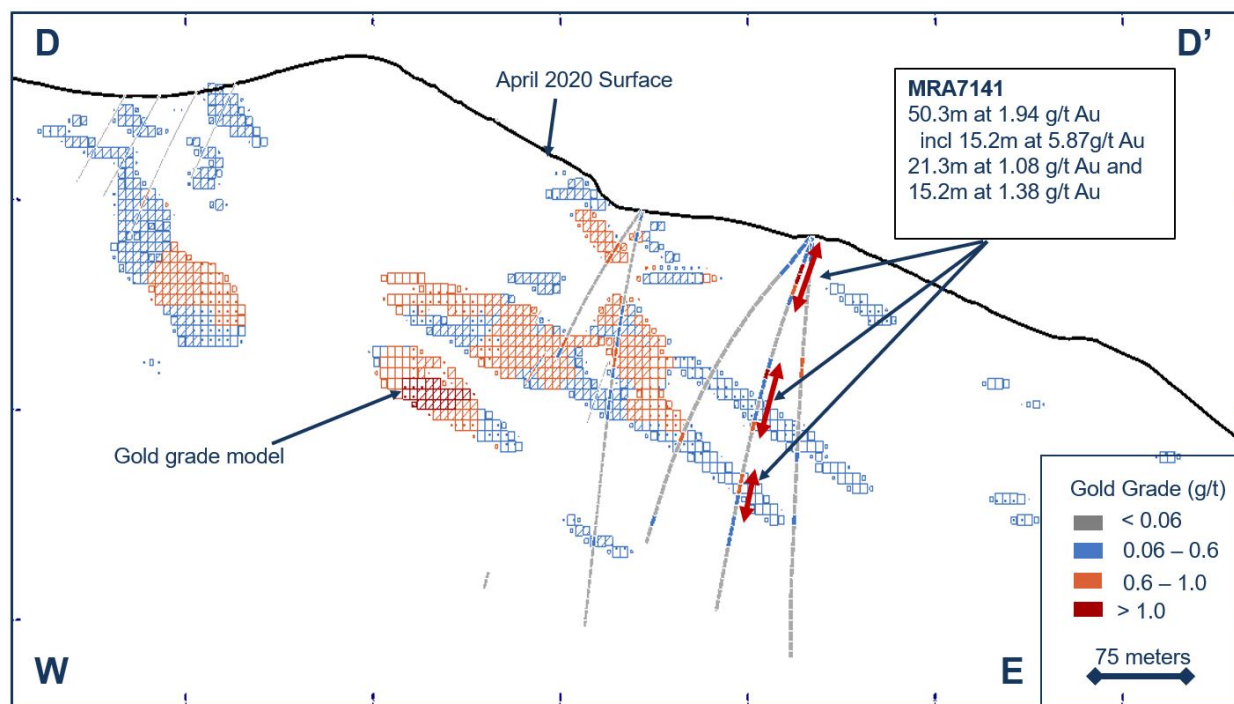 D
D’
April 2020 Surface
MRA7141
50.3m at 1.94 g/t Au
incl 15.2m at 5.87g/t Au
21.3m at 1.08 g/t Au and
15.2m at 1.38 g/t Au
Gold grade model
Gold Grade (g/t)
< 0.06
0.06 – 0.6
0.6 – 1.0
> 1.0
75 meters
W
E